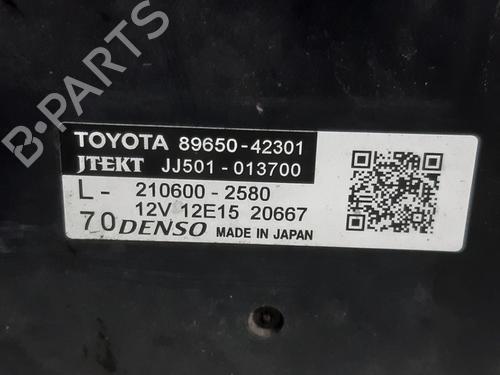 B-PARTS
TOYOTA 89650-42301
JTEKT JJ501-013700
L- 210600-2580
12V 12E15 20667
70 DENSO MADE IN JAPAN